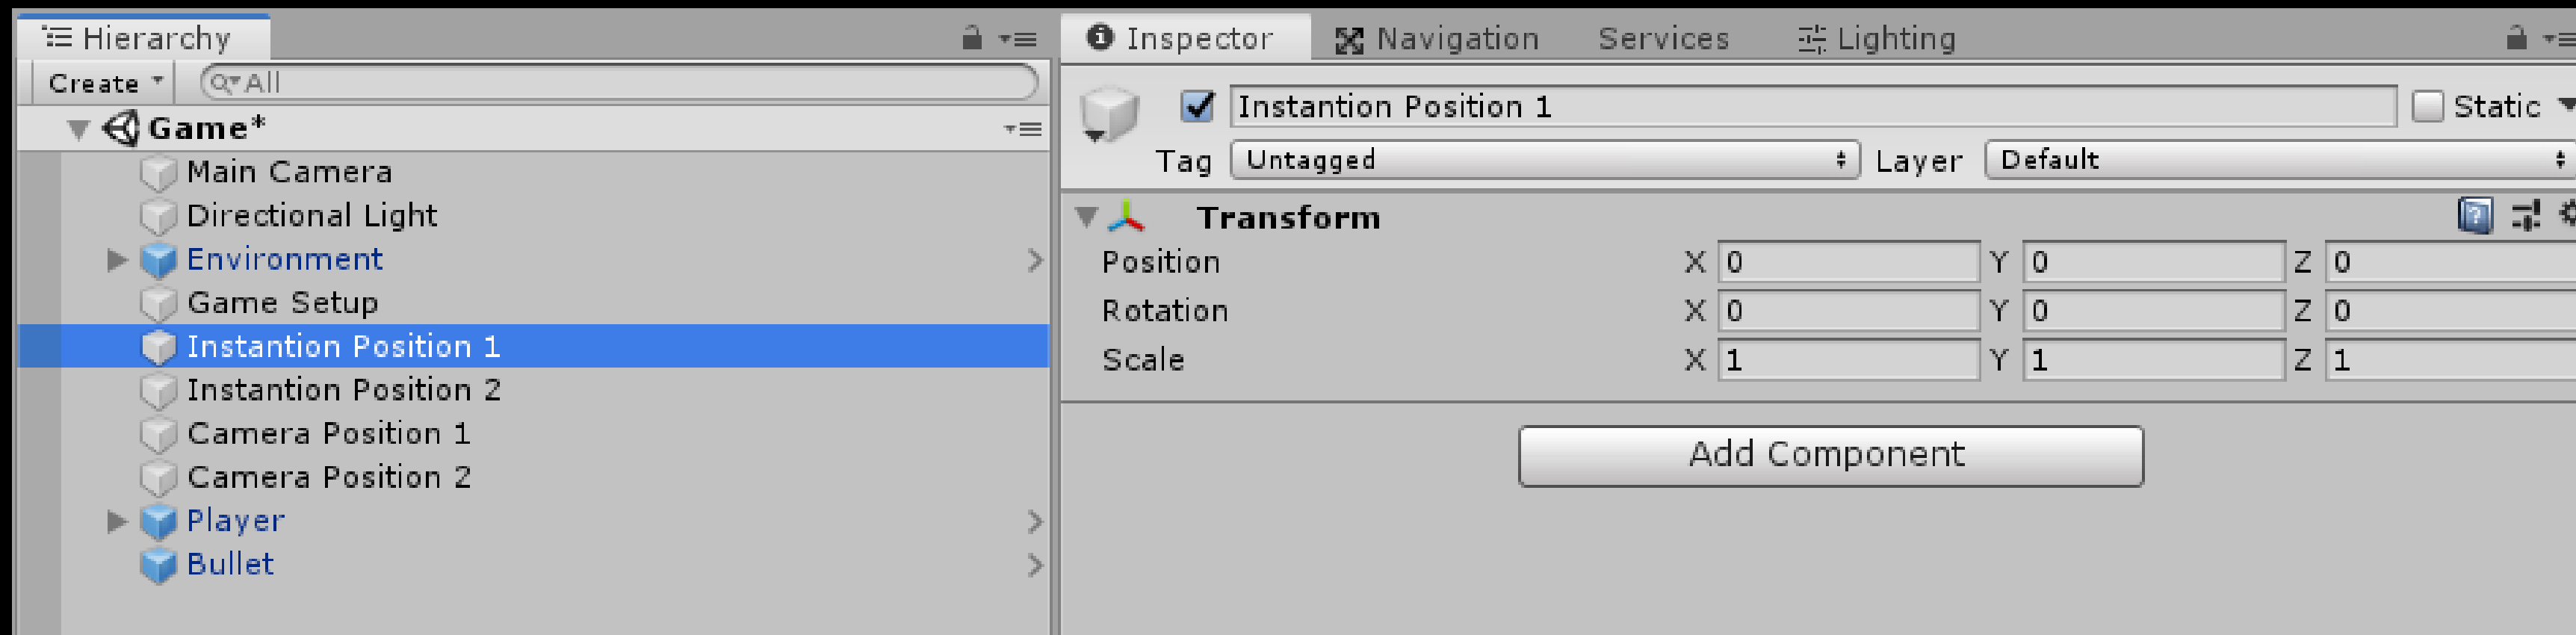 Hierarchy
Create All
Game*
Main Camera
Directional Light
Environment
Game Setup
Instantion Position 1
Instantion Position 2
Camera Position 1
Camera Position 2
Player
Bullet
Inspector Navigation Services Lighting
Instantion Position 1 Static
Tag Untagged Layer Default
Transform
Position X 0 Y 0 Z 0
Rotation X 0 Y 0 Z 0
Scale X 1 Y 1 Z 1
Add Component